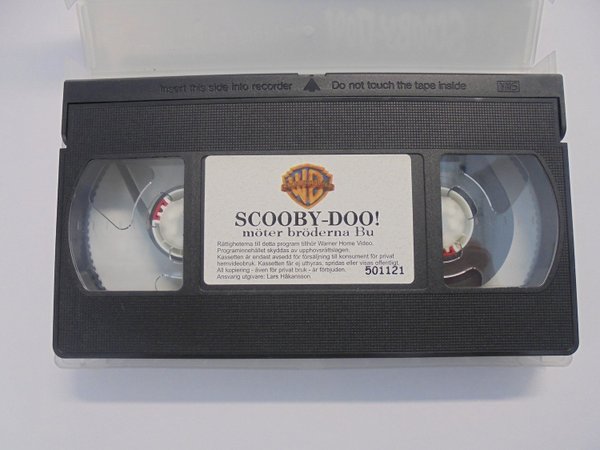 Insert this side into recorder Do not touch the tape inside VHS
WB
SCOOBY-DOO!
möter bröderna Bu
Rättigheterna till detta program tillhör Warner Home Video.
Programinnehållet skyddas av upphovsrättslagen.
Kassetten är endast avsedd för försäljning till konsument för privat
hemvideobruk. Kassetten får ej uthyras, spridas eller visas offentligt.
All kopiering - även för privat bruk - är förbjuden.
Ansvarig utgivare: Lars Håkansson.
501121